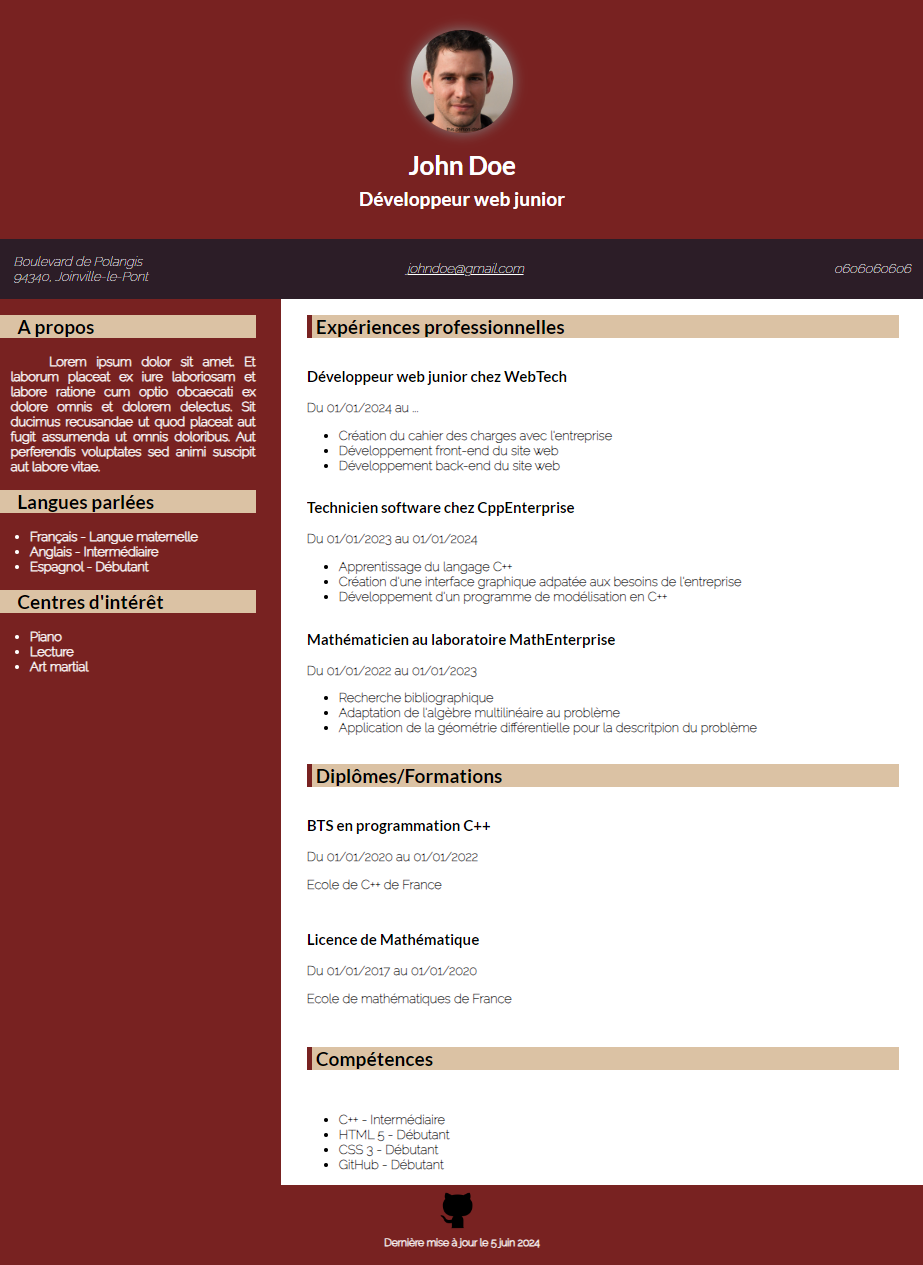 John Doe
Développeur web junior
Boulevard de Polangis
94340, Joinville-le-Pont
johndoe@gmail.com
0606060606
A propos
Lorem ipsum dolor sit amet. Et
laborum placeat ex iure laboriosam et
labore ratione cum optio obcaecati ex
dolore omnis et dolorem delectus. Sit
ducimus recusandae ut quod placeat aut
fugit assumenda ut omnis doloribus. Aut
perferendis voluptates sed animi suscipit
aut labore vitae.
Langues parlées
• Français - Langue maternelle
• Anglais - Intermédiaire
• Espagnol - Débutant
Centres d'intérêt
• Piano
• Lecture
• Art martial
Expériences professionnelles
Développeur web junior chez WebTech
Du 01/01/2024 au ...
• Création du cahier des charges avec l'entreprise
• Développement front-end du site web
• Développement back-end du site web
Technicien software chez CppEnterprise
Du 01/01/2023 au 01/01/2024
• Apprentissage du langage C++
• Création d'une interface graphique adpatée aux besoins de l'entreprise
• Développement d'un programme de modélisation en C++
Mathématicien au laboratoire MathEnterprise
Du 01/01/2022 au 01/01/2023
• Recherche bibliographique
• Adaptation de l'algèbre multilinéaire au problème
• Application de la géométrie différentielle pour la descritpion du problème
Diplômes/Formations
BTS en programmation C++
Du 01/01/2020 au 01/01/2022
Ecole de C++ de France
Licence de Mathématique
Du 01/01/2017 au 01/01/2020
Ecole de mathématiques de France
Compétences
• C++ - Intermédiaire
• HTML 5 - Débutant
• CSS 3 - Débutant
• GitHub - Débutant
Dernière mise à jour le 5 juin 2024